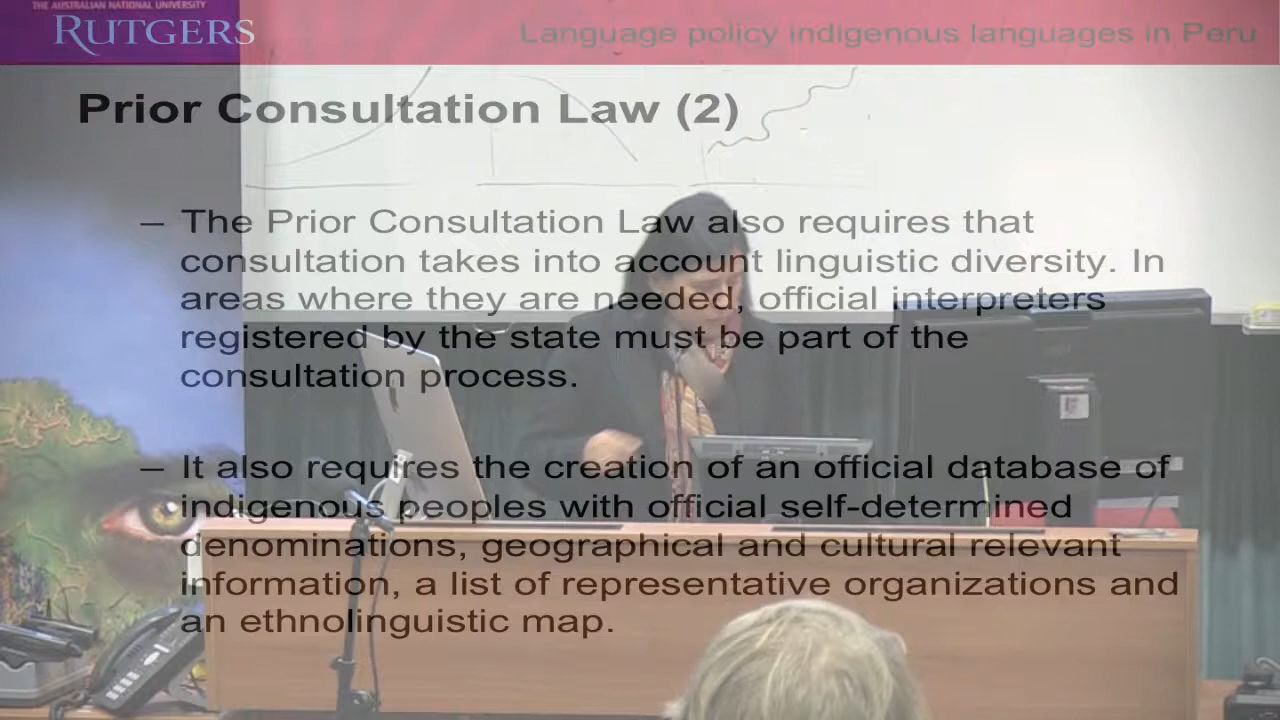 THE AUSTRALIAN NATIONAL UNIVERSITY
RUTGERS
Language policy indigenous languages in Peru
Prior Consultation Law (2)
– The Prior Consultation Law also requires that
consultation takes into account linguistic diversity. In
areas where they are needed, official interpreters
registered by the state must be part of the
consultation process.
– It also requires the creation of an official database of
indigenous peoples with official self-determined
denominations, geographical and cultural relevant
information, a list of representative organizations and
an ethnolinguistic map.